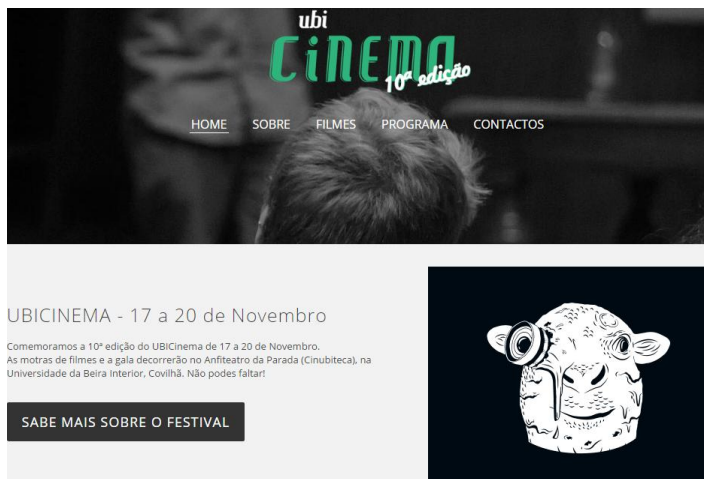 ubi
CiNEMA
10ª edição
HOME SOBRE FILMES PROGRAMA CONTACTOS
UBICINEMA - 17 a 20 de Novembro
Comemoramos a 10ª edição do UBICinema de 17 a 20 de Novembro.
As motras de filmes e a gala decorrerão no Anfiteatro da Parada (Cinubiteca), na
Universidade da Beira Interior, Covilhã. Não podes faltar!
SABE MAIS SOBRE O FESTIVAL